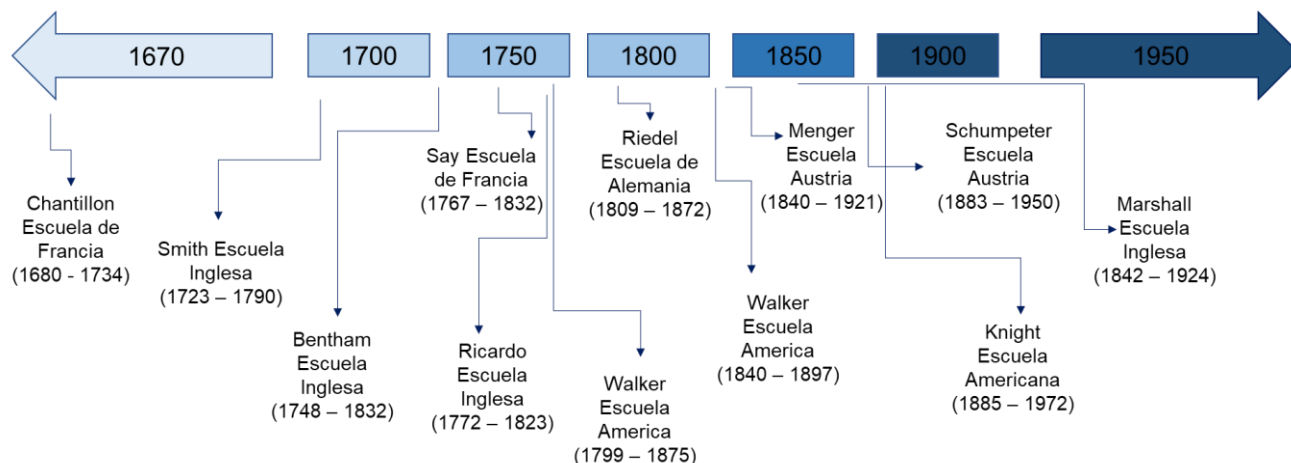 1670
1700
1750
1800
1850
1900
1950
Chantillon
Escuela de
Francia
(1680 - 1734)
Smith Escuela
Inglesa
(1723 – 1790)
Bentham
Escuela
Inglesa
(1748 – 1832)
Say Escuela
de Francia
(1767 – 1832)
Ricardo
Escuela
Inglesa
(1772 – 1823)
Riedel
Escuela de
Alemania
(1809 – 1872)
Walker
Escuela
America
(1799 – 1875)
Menger
Escuela
Austria
(1840 – 1921)
Walker
Escuela
America
(1840 – 1897)
Schumpeter
Escuela
Austria
(1883 – 1950)
Knight
Escuela
Americana
(1885 – 1972)
Marshall
Escuela
Inglesa
(1842 – 1924)